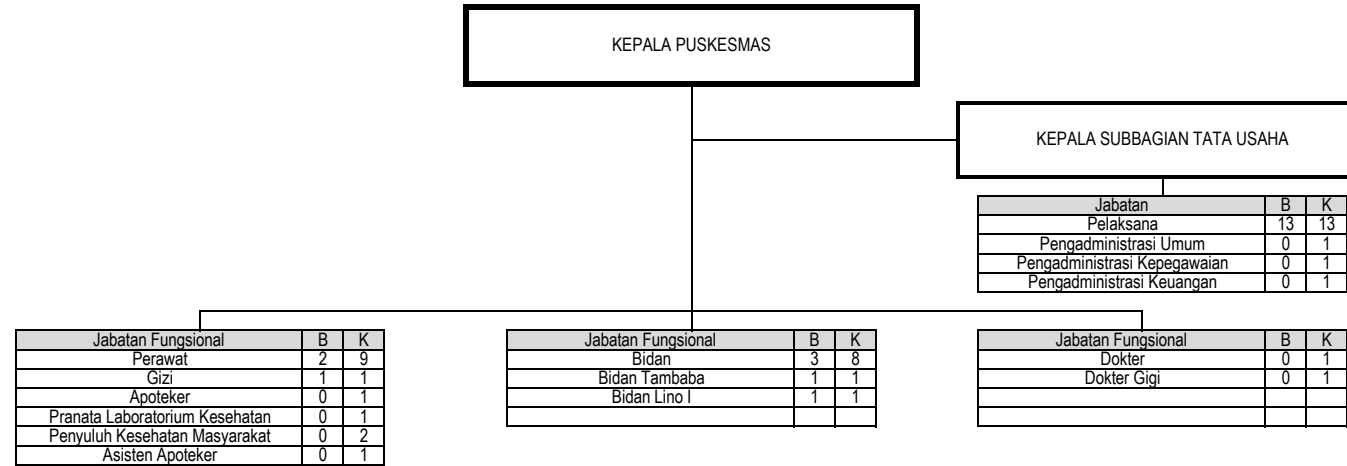 KEPALA PUSKESMAS
KEPALA SUBBAGIAN TATA USAHA
Jabatan B K
Pelaksana 13 13
Pengadministrasi Umum 0 1
Pengadministrasi Kepegawaian 0 1
Pengadministrasi Keuangan 0 1
Jabatan Fungsional B K
Perawat 2 9
Gizi 1 1
Apoteker 0 1
Pranata Laboratorium Kesehatan 0 1
Penyuluh Kesehatan Masyarakat 0 2
Asisten Apoteker 0 1
Jabatan Fungsional B K
Bidan 3 8
Bidan Tambaba 1 1
Bidan Lino I 1 1
Jabatan Fungsional B K
Dokter 0 1
Dokter Gigi 0 1